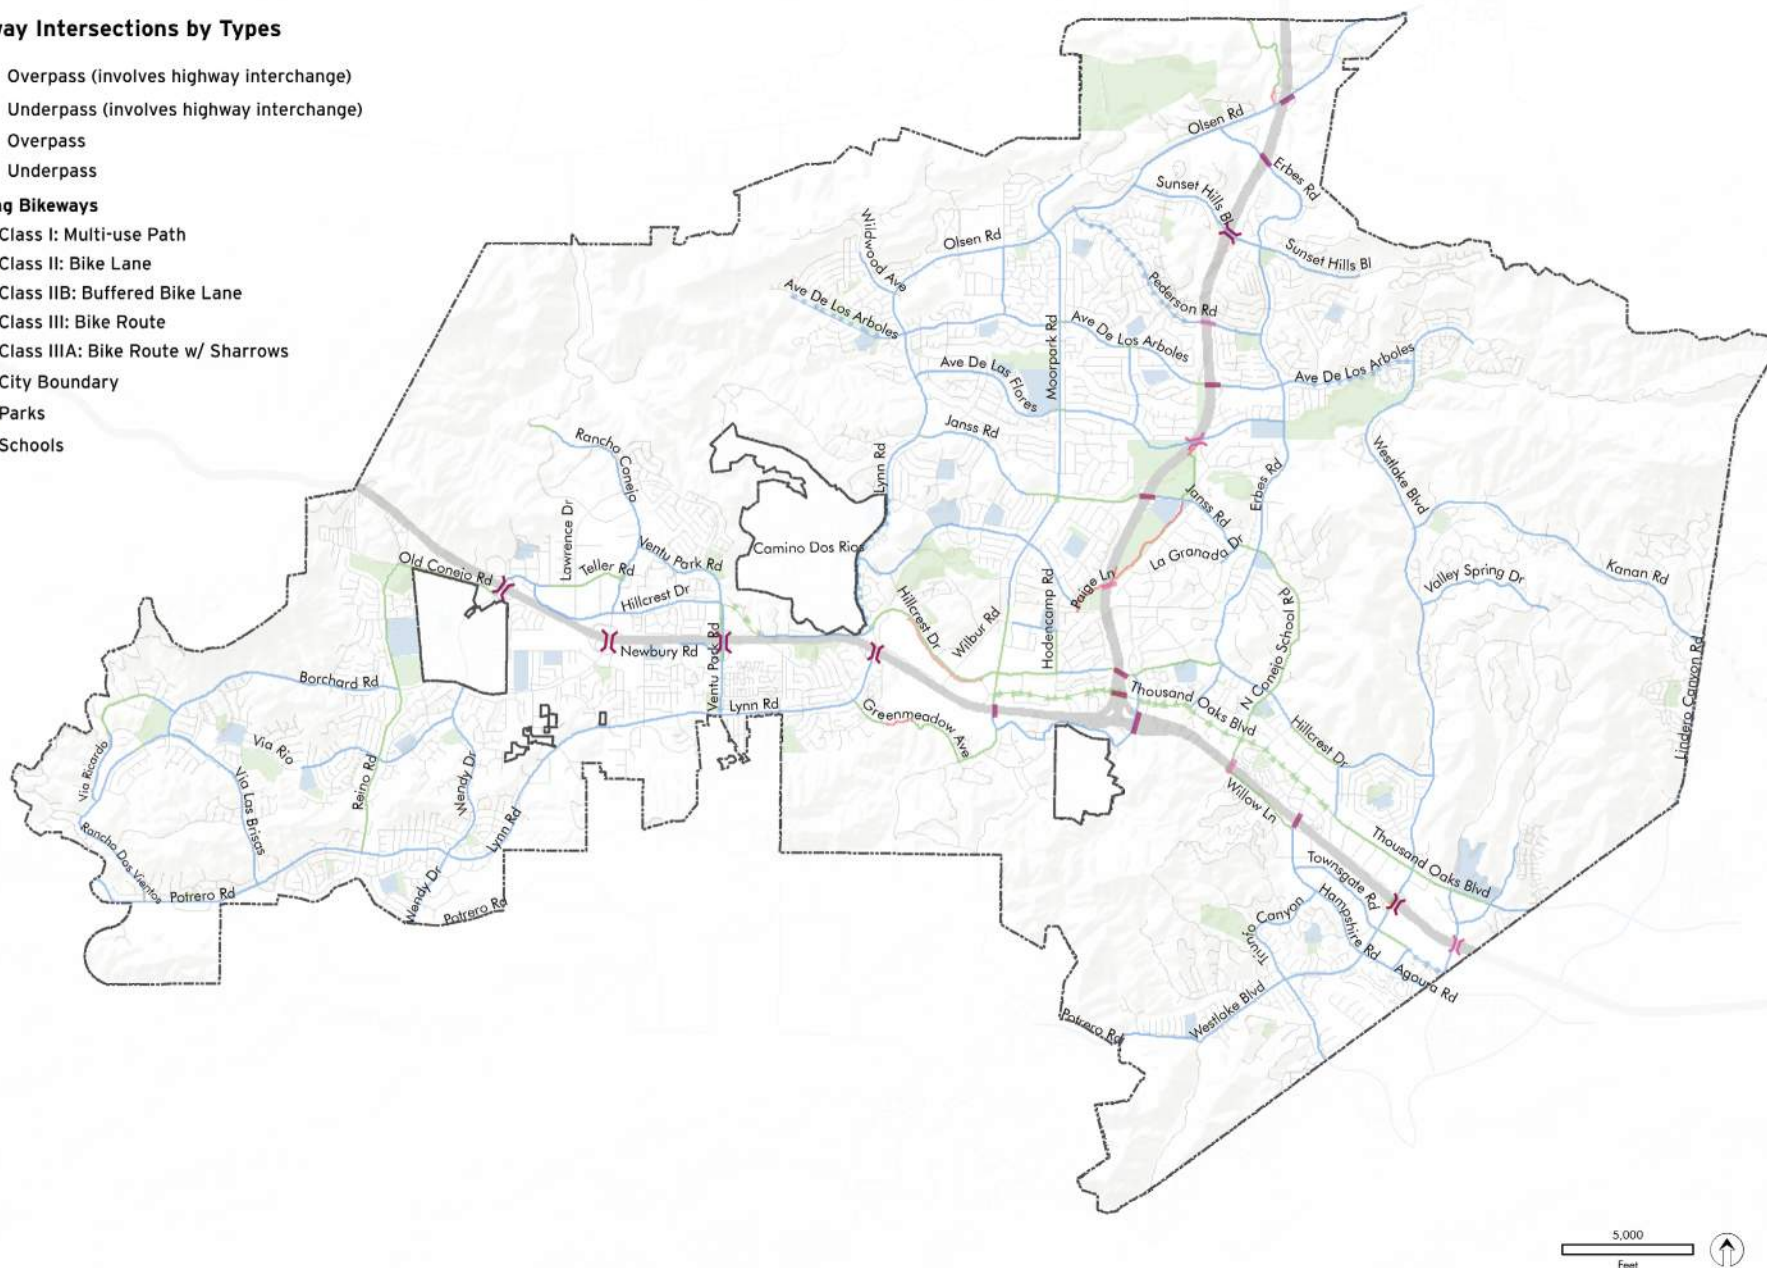 ay Intersections by Types
Overpass (involves highway interchange)
Underpass (involves highway interchange)
Overpass
Underpass
g Bikeways
Class I: Multi-use Path
Class II: Bike Lane
Class IIB: Buffered Bike Lane
Class III: Bike Route
Class IIIA: Bike Route w/ Sharrows
City Boundary
Parks
Schools
Olsen Rd
Erbes Rd
Sunset Hills Bl
Sunset Hills Bl
Wildwood Ave
Olsen Rd
Pederson Rd
Ave De Los Arboles
Moorpark Rd
Ave De Los Arboles
Ave De Las Flores
Ave De Los Arboles
Janss Rd
Rancho Conejo
Lynn Rd
Westlake Blvd
Erbes Rd
Janss Rd
Lawrence Dr
Camino Dos Rios
Old Conejo Rd
Teller Rd
Ventu Park Rd
La Granada Dr
Kanan Rd
Valley Spring Dr
Paige Ln
Hillcrest Dr
Hillcrest Dr
Wilbur Rd
Hodencamp Rd
N Conejo School Rd
Newbury Rd
Ventu Park Rd
Lindero Canyon Rd
Borchard Rd
Lynn Rd
Greenmeadow Ave
Thousand Oaks Blvd
Hillcrest Dr
Via Ricardo
Via Rio
Via Las Brisas
Reino Rd
Wendy Dr
Lynn Rd
Willow Ln
Rancho Dos Vientos
Townsgate Rd
Thousand Oaks Blvd
Potrero Rd
Wendy Dr
Potrero Rd
Triunfo Canyon
Hampshire Rd
Agoura Rd
Westlake Blvd
Potrero Rd
5,000
Feet